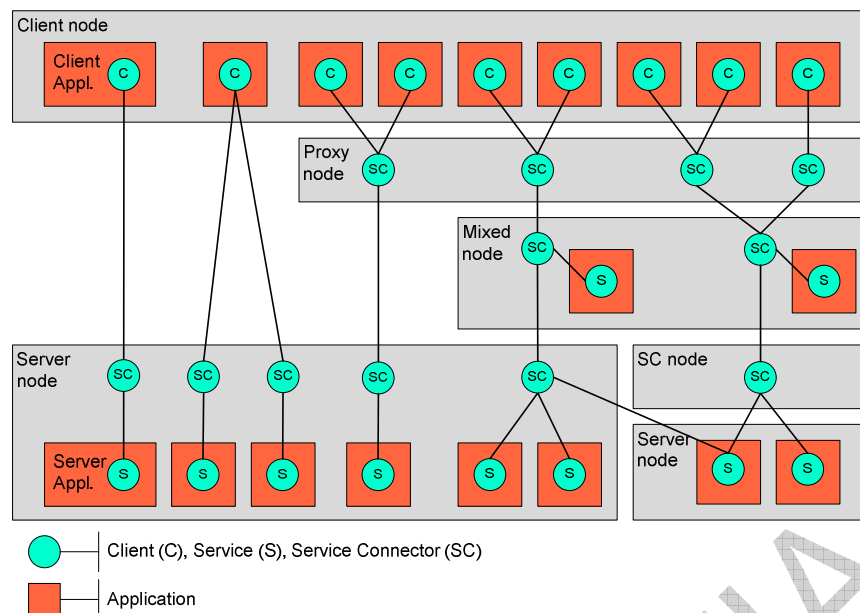 Client node
Client
Appl.
C
C
C
C
C
C
C
C
C
Proxy
node
SC
SC
SC
SC
Mixed
node
SC
S
SC
S
Server
node
SC
SC
SC
SC
SC
SC node
SC
Server
Appl.
S
S
S
S
S
S
Server
node
S
S
Client (C), Service (S), Service Connector (SC)
Application